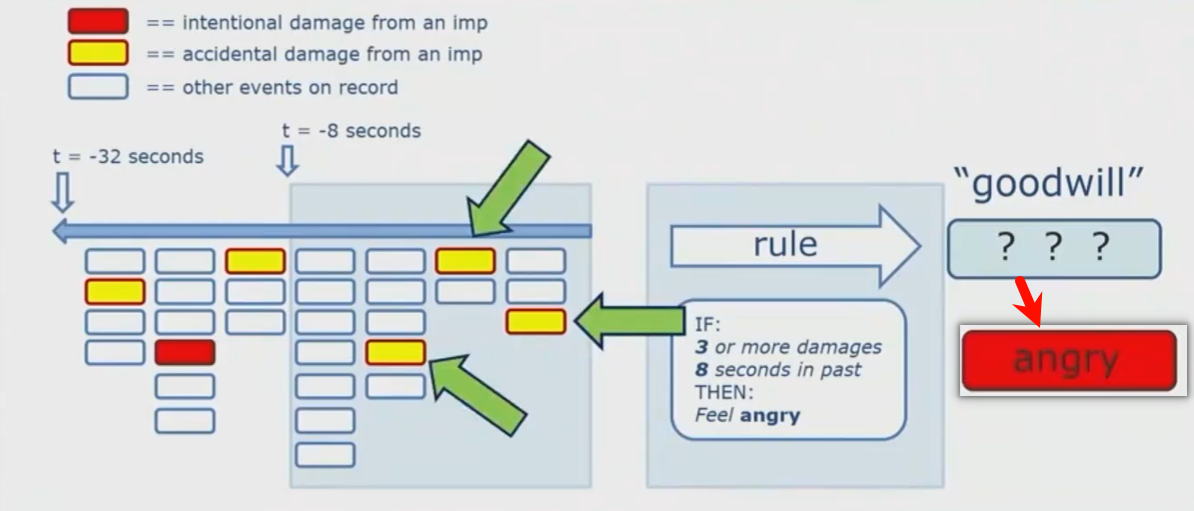 == intentional damage from an imp
== accidental damage from an imp
== other events on record
t = -8 seconds
t = -32 seconds
"goodwill"
rule
? ? ?
IF:
3 or more damages
8 seconds in past
THEN:
Feel angry
angry